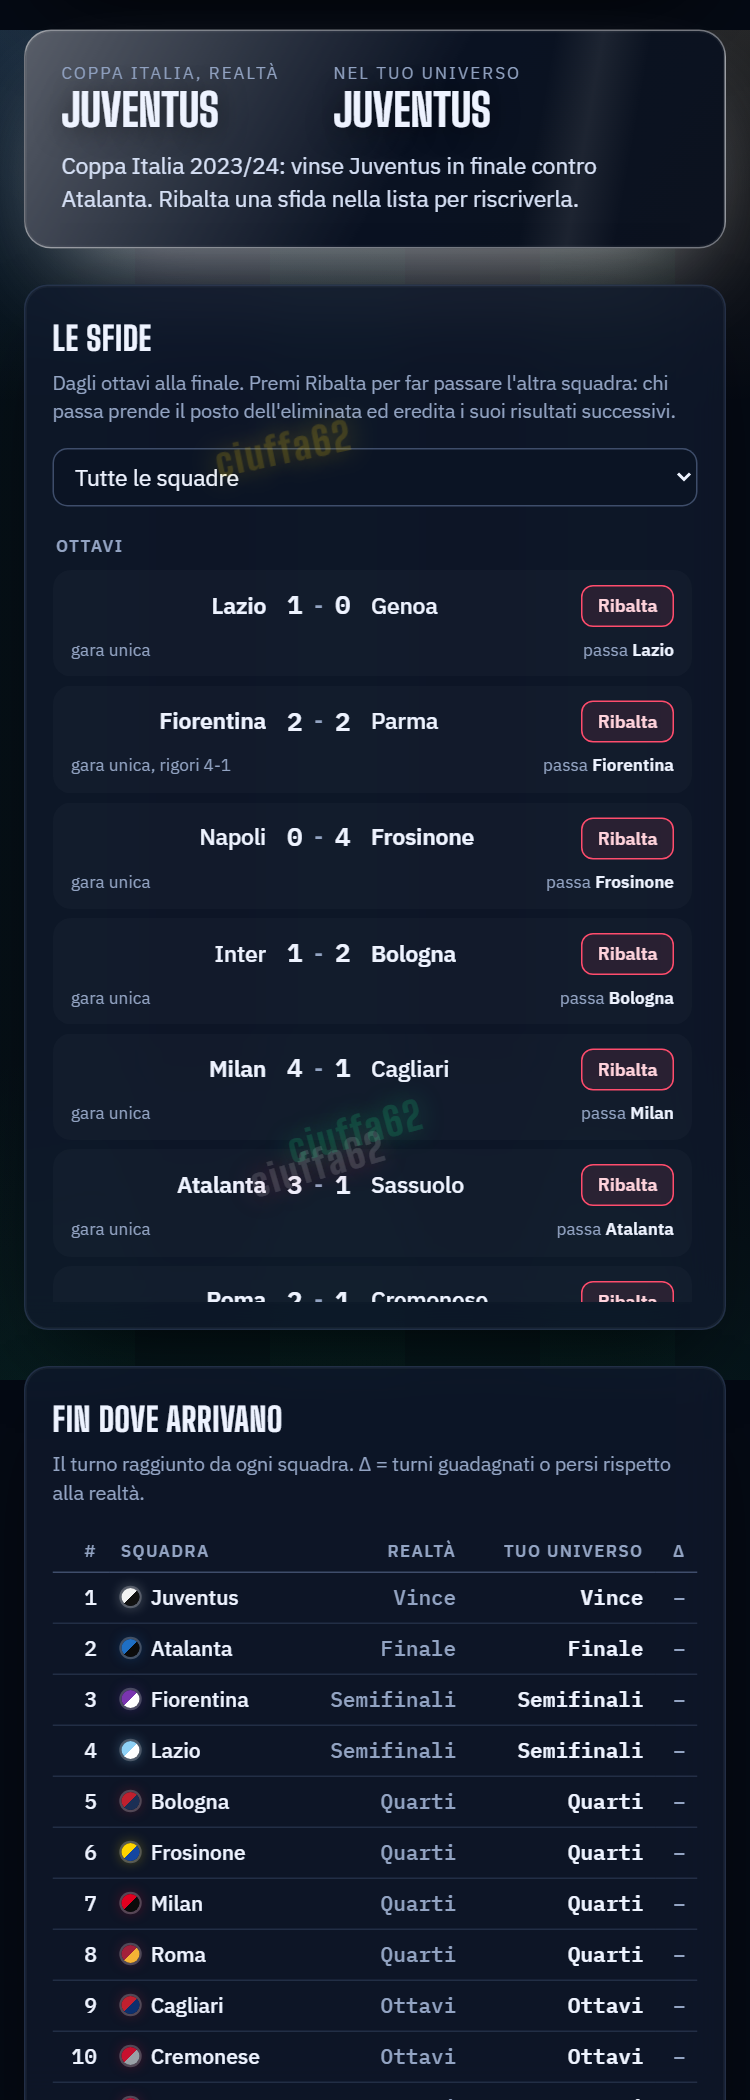 COPPA ITALIA, REALTÀ
JUVENTUS
NEL TUO UNIVERSO
JUVENTUS
Coppa Italia 2023/24: vinse Juventus in finale contro
Atalanta. Ribalta una sfida nella lista per riscriverla.
LE SFIDE
Dagli ottavi alla finale. Premi Ribalta per far passare l'altra squadra: chi
passa prende il posto dell'eliminata ed eredita i suoi risultati successivi.
ciuffa62
Tutte le squadre
OTTAVI
Lazio 1 - 0 Genoa Ribalta
gara unica passa Lazio
Fiorentina 2 - 2 Parma Ribalta
gara unica, rigori 4-1 passa Fiorentina
Napoli 0 - 4 Frosinone Ribalta
gara unica passa Frosinone
Inter 1 - 2 Bologna Ribalta
gara unica passa Bologna
Milan 4 - 1 Cagliari Ribalta
gara unica passa Milan
ciuffa62
ciuffa62
Atalanta 3 - 1 Sassuolo Ribalta
gara unica passa Atalanta
Roma 2 - 1 Cremonese Ribalta
FIN DOVE ARRIVANO
Il turno raggiunto da ogni squadra. Δ = turni guadagnati o persi rispetto
alla realtà.
# SQUADRA REALTÀ TUO UNIVERSO Δ
1 Juventus Vince Vince –
2 Atalanta Finale Finale –
3 Fiorentina Semifinali Semifinali –
4 Lazio Semifinali Semifinali –
5 Bologna Quarti Quarti –
6 Frosinone Quarti Quarti –
7 Milan Quarti Quarti –
8 Roma Quarti Quarti –
9 Cagliari Ottavi Ottavi –
10 Cremonese Ottavi Ottavi –